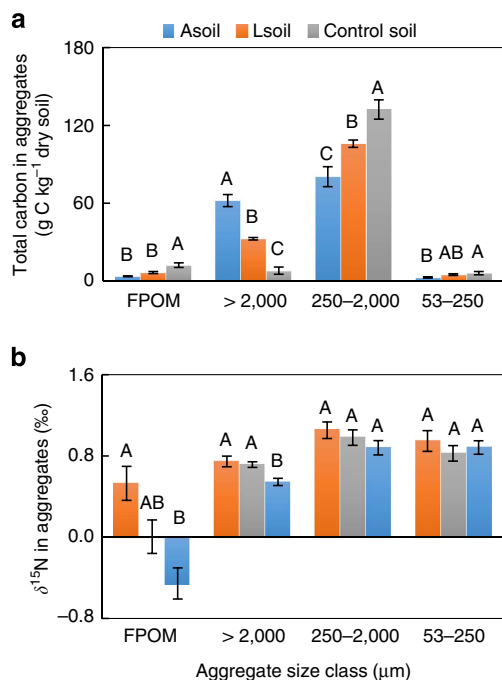 a
Asoil Lsoil Control soil
Total carbon in aggregates
(g C kg⁻¹ dry soil)
180
120
60
0
B B A
A B C
C B A
B AB A
FPOM > 2,000 250–2,000 53–250
b
δ¹⁵N in aggregates (‰)
1.6
0.8
0.0
–0.8
A AB B
A A B
A A A
A A A
FPOM > 2,000 250–2,000 53–250
Aggregate size class (μm)